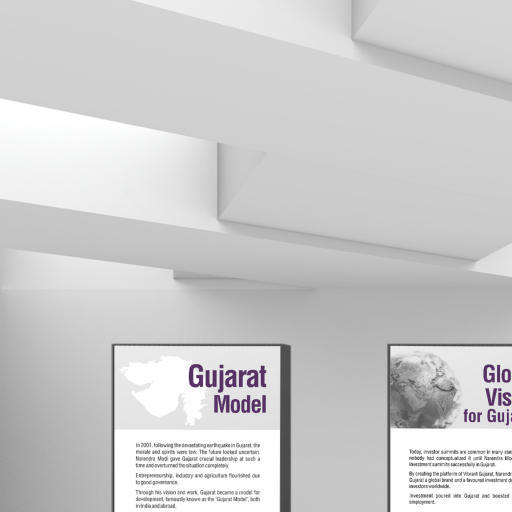 Gujarat
Model
In 2001, following the devastating earthquake in Gujarat, the
morale and spirits were low. The future looked uncertain.
Narendra Modi gave Gujarat crucial leadership at such a
time and overturned the situation completely.
Entrepreneurship, industry and agriculture flourished due
to good governance.
Through his vision and work, Gujarat became a model for
development, famously known as the "Gujarat Model", both
in India and abroad.
Glo
Vis
for Guja
Today, investor summits are common in many stat
nobody had conceptualized it until Narendra Mo
investment summits successfully in Gujarat.
By creating the platform of Vibrant Gujarat, Narend
Gujarat a global brand and a favoured investment d
investors worldwide.
Investment poured into Gujarat and boosted
employment.